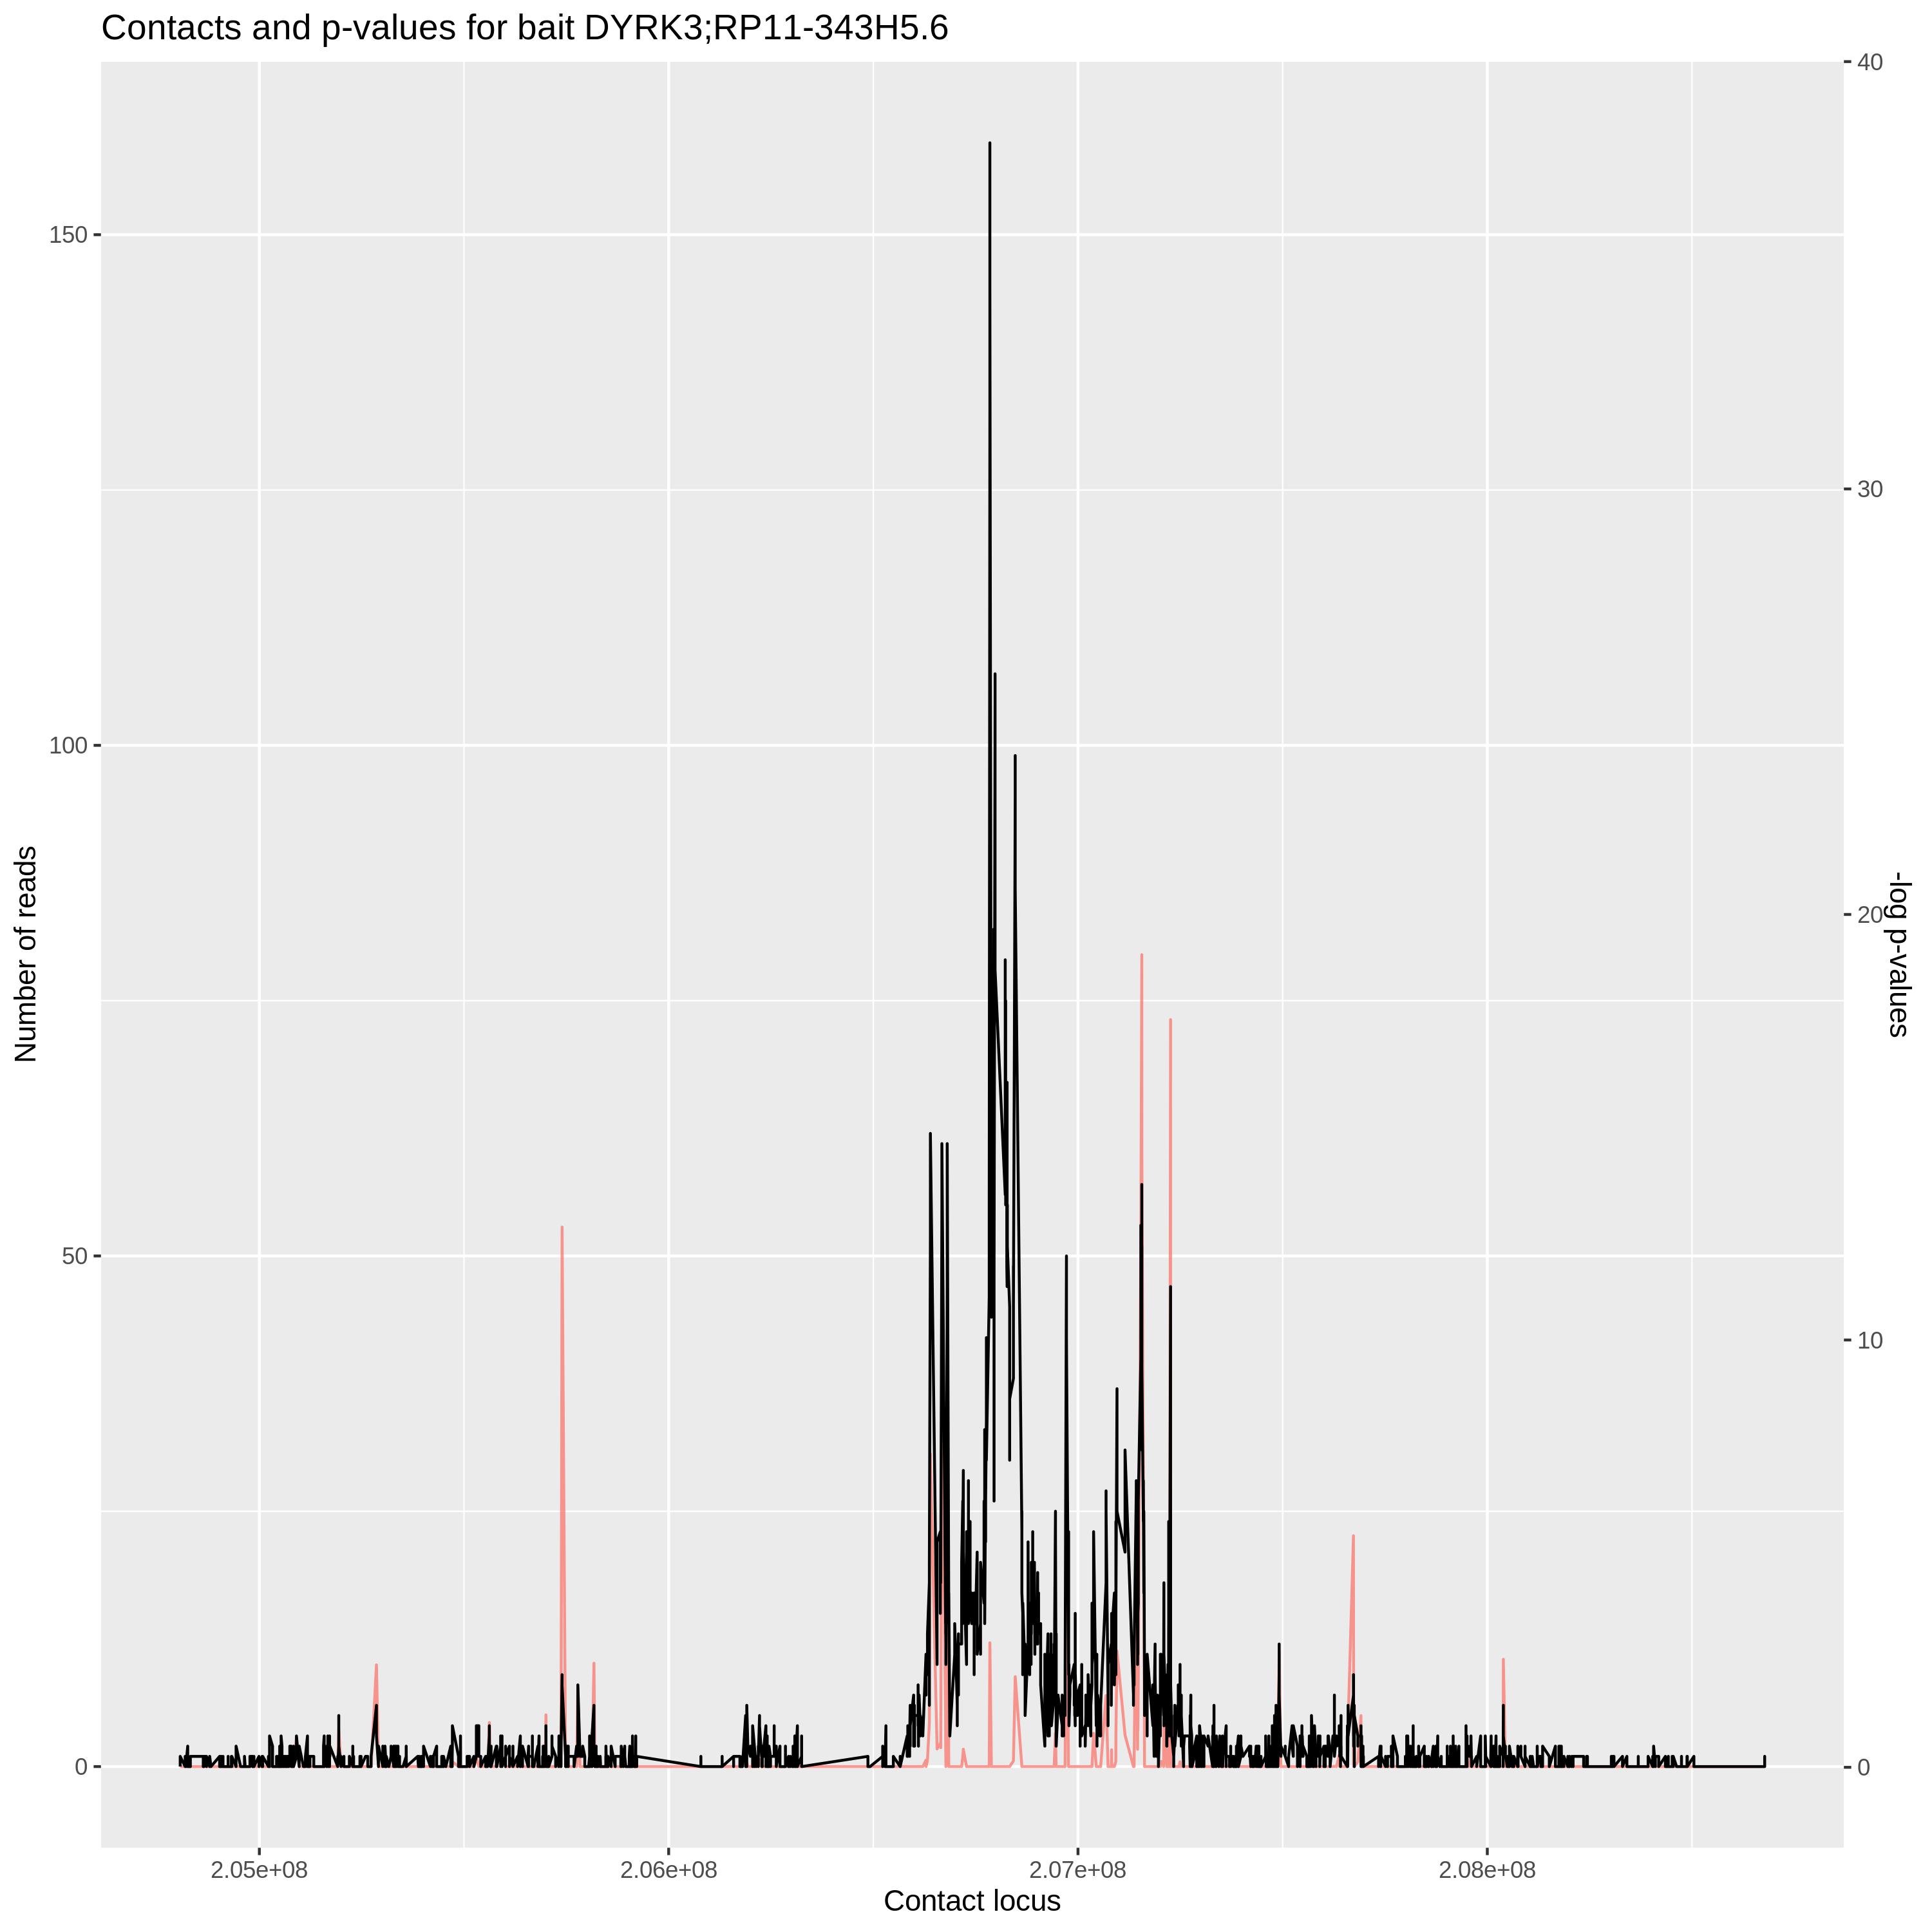 Contacts and p-values for bait DYRK3;RP11-343H5.6
Number of reads
150
100
50
0
40
30
20
10
0
-log p-values
2.05e+08
2.06e+08
2.07e+08
2.08e+08
Contact locus